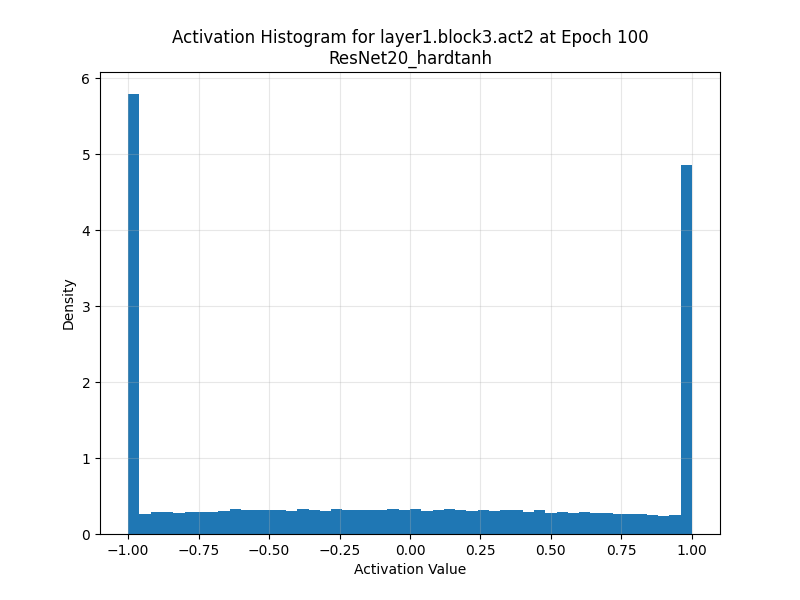 Activation Histogram for layer1.block3.act2 at Epoch 100
ResNet20_hardtanh
6
5
4
3
2
1
0
Density
−1.00 −0.75 −0.50 −0.25 0.00 0.25 0.50 0.75 1.00
Activation Value